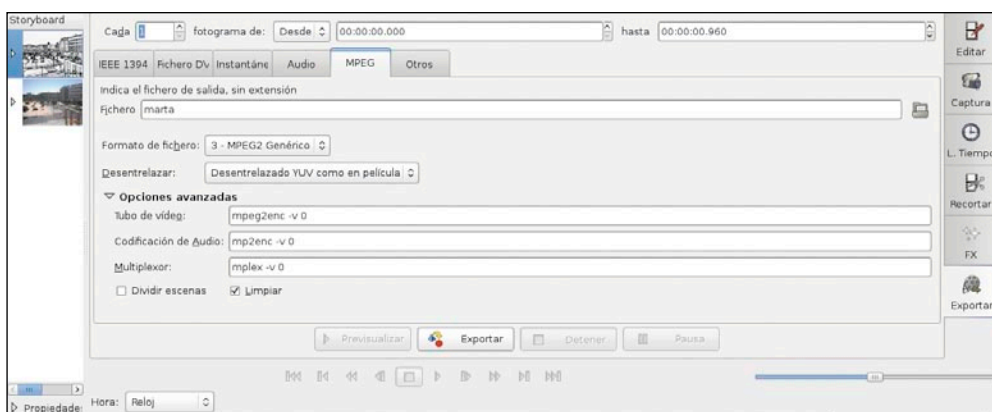 Storyboard
Cada 1 fotograma de: Desde 00:00:00.000 hasta 00:00:00.960
IEEE 1394 Fichero DV Instantáne Audio MPEG Otros
Indica el fichero de salida, sin extensión
Fichero marta
Formato de fichero: 3 - MPEG2 Genérico
Desentrelazar: Desentrelazado YUV como en película
Opciones avanzadas
Tubo de vídeo: mpeg2enc -v 0
Codificación de Audio: mp2enc -v 0
Multiplexor: mplex -v 0
Dividir escenas Limpiar
Previsualizar Exportar Detener Pausa
Hora: Reloj
Propiedade
Editar
Captura
L. Tiempo
Recortar
FX
Exportar